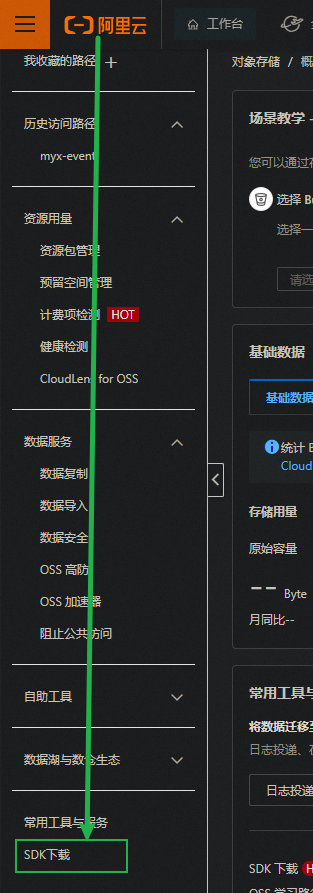 阿里云
工作台
我收藏的路径
对象存储 / 概
历史访问路径
myx-event
场景教学
您可以通过
选择 B
选择一
请选
资源用量
资源包管理
预留空间管理
计费项检测 HOT
健康检测
CloudLens for OSS
基础数据
基础数据
统计 B
Cloud
数据服务
数据复制
数据导入
数据安全
OSS 高防
OSS 加速器
阻止公共访问
存储用量
原始容量
-- Byte
月同比--
自助工具
数据湖与数仓生态
常用工具与服务
SDK下载
常用工具与
将数据迁移至
日志投递、
日志投递
SDK 下载 H
OSS 学习路